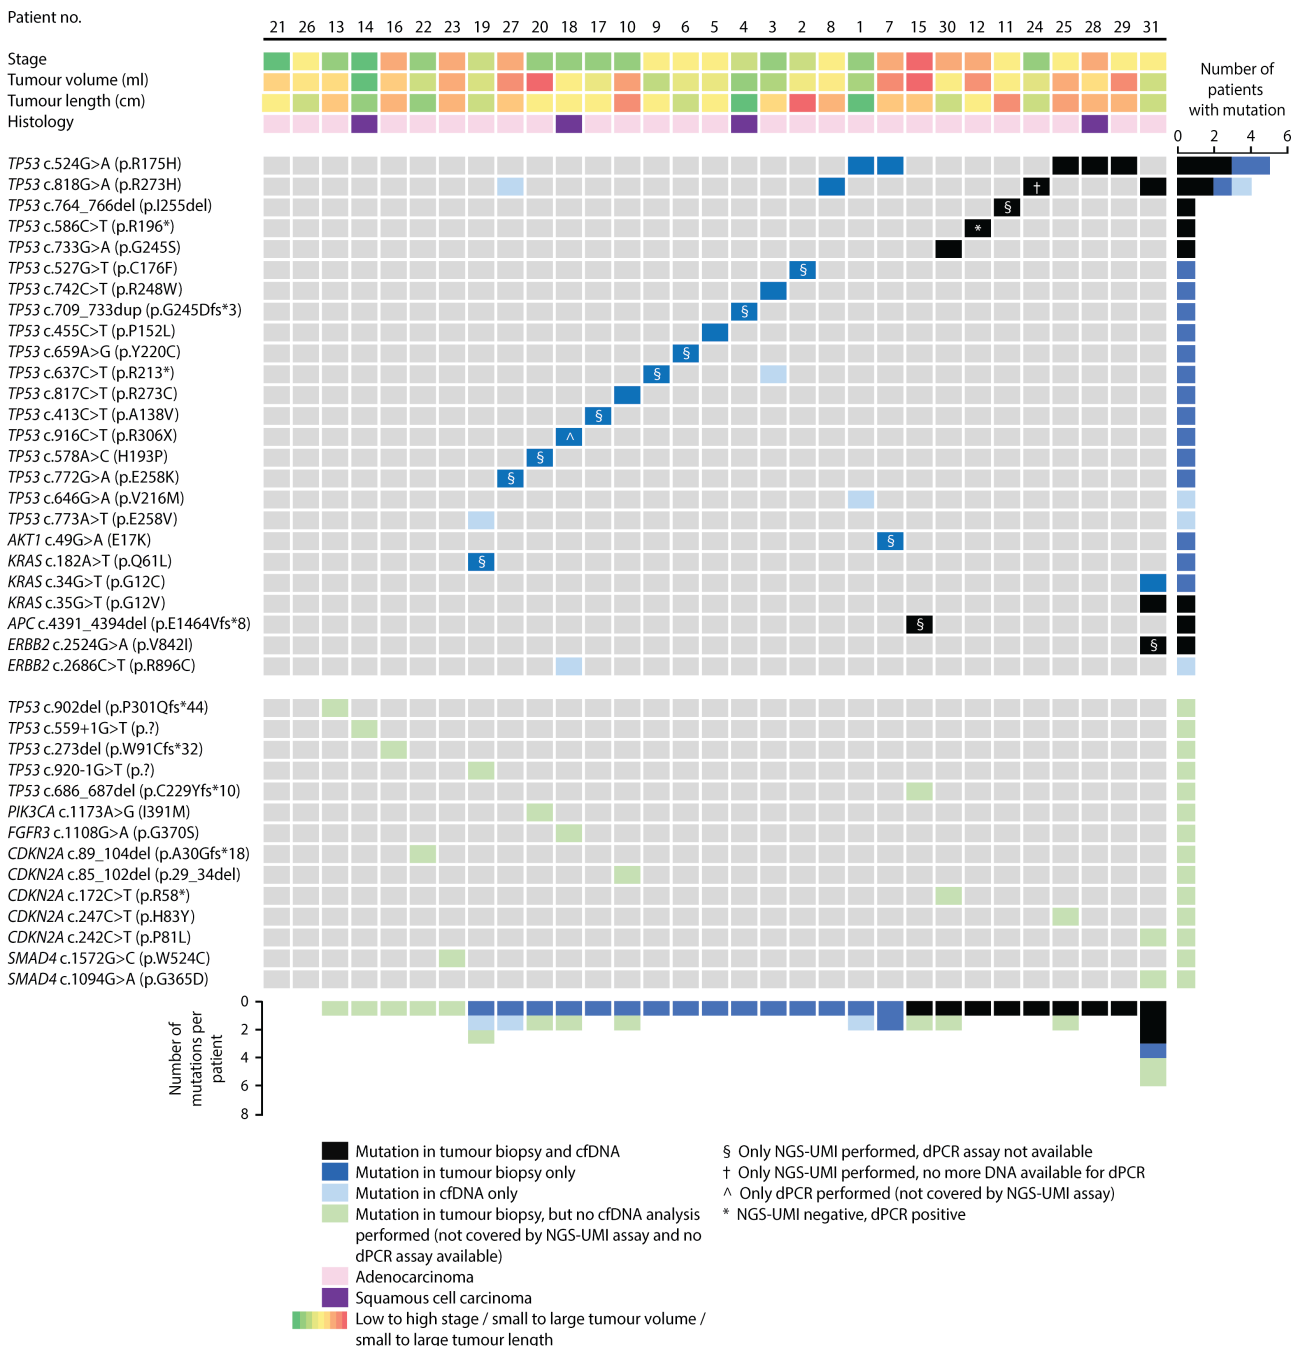 Patient no.
21 26 13 14 16 22 23 19 27 20 18 17 10 9 6 5 4 3 2 8 1 7 15 30 12 11 24 25 28 29 31
Stage
Tumour volume (ml)
Tumour length (cm)
Histology
Number of
patients
with mutation
0 2 4 6
TP53 c.524G>A (p.R175H)
TP53 c.818G>A (p.R273H) †
TP53 c.764_766del (p.I255del) §
TP53 c.586C>T (p.R196*) *
TP53 c.733G>A (p.G245S)
TP53 c.527G>T (p.C176F) §
TP53 c.742C>T (p.R248W)
TP53 c.709_733dup (p.G245Dfs*3) §
TP53 c.455C>T (p.P152L)
TP53 c.659A>G (p.Y220C) §
TP53 c.637C>T (p.R213*) §
TP53 c.817C>T (p.R273C)
TP53 c.413C>T (p.A138V) §
TP53 c.916C>T (p.R306X) ^
TP53 c.578A>C (H193P) §
TP53 c.772G>A (p.E258K) §
TP53 c.646G>A (p.V216M)
TP53 c.773A>T (p.E258V)
AKT1 c.49G>A (E17K) §
KRAS c.182A>T (p.Q61L) §
KRAS c.34G>T (p.G12C)
KRAS c.35G>T (p.G12V)
APC c.4391_4394del (p.E1464Vfs*8) §
ERBB2 c.2524G>A (p.V842I) §
ERBB2 c.2686C>T (p.R896C)
TP53 c.902del (p.P301Qfs*44)
TP53 c.559+1G>T (p.?)
TP53 c.273del (p.W91Cfs*32)
TP53 c.920-1G>T (p.?)
TP53 c.686_687del (p.C229Yfs*10)
PIK3CA c.1173A>G (I391M)
FGFR3 c.1108G>A (p.G370S)
CDKN2A c.89_104del (p.A30Gfs*18)
CDKN2A c.85_102del (p.29_34del)
CDKN2A c.172C>T (p.R58*)
CDKN2A c.247C>T (p.H83Y)
CDKN2A c.242C>T (p.P81L)
SMAD4 c.1572G>C (p.W524C)
SMAD4 c.1094G>A (p.G365D)
Number of
mutations per
patient
0
2
4
6
8
Mutation in tumour biopsy and cfDNA
Mutation in tumour biopsy only
Mutation in cfDNA only
Mutation in tumour biopsy, but no cfDNA analysis
performed (not covered by NGS-UMI assay and no
dPCR assay available)
Adenocarcinoma
Squamous cell carcinoma
Low to high stage / small to large tumour volume /
small to large tumour length
§ Only NGS-UMI performed, dPCR assay not available
† Only NGS-UMI performed, no more DNA available for dPCR
^ Only dPCR performed (not covered by NGS-UMI assay)
* NGS-UMI negative, dPCR positive